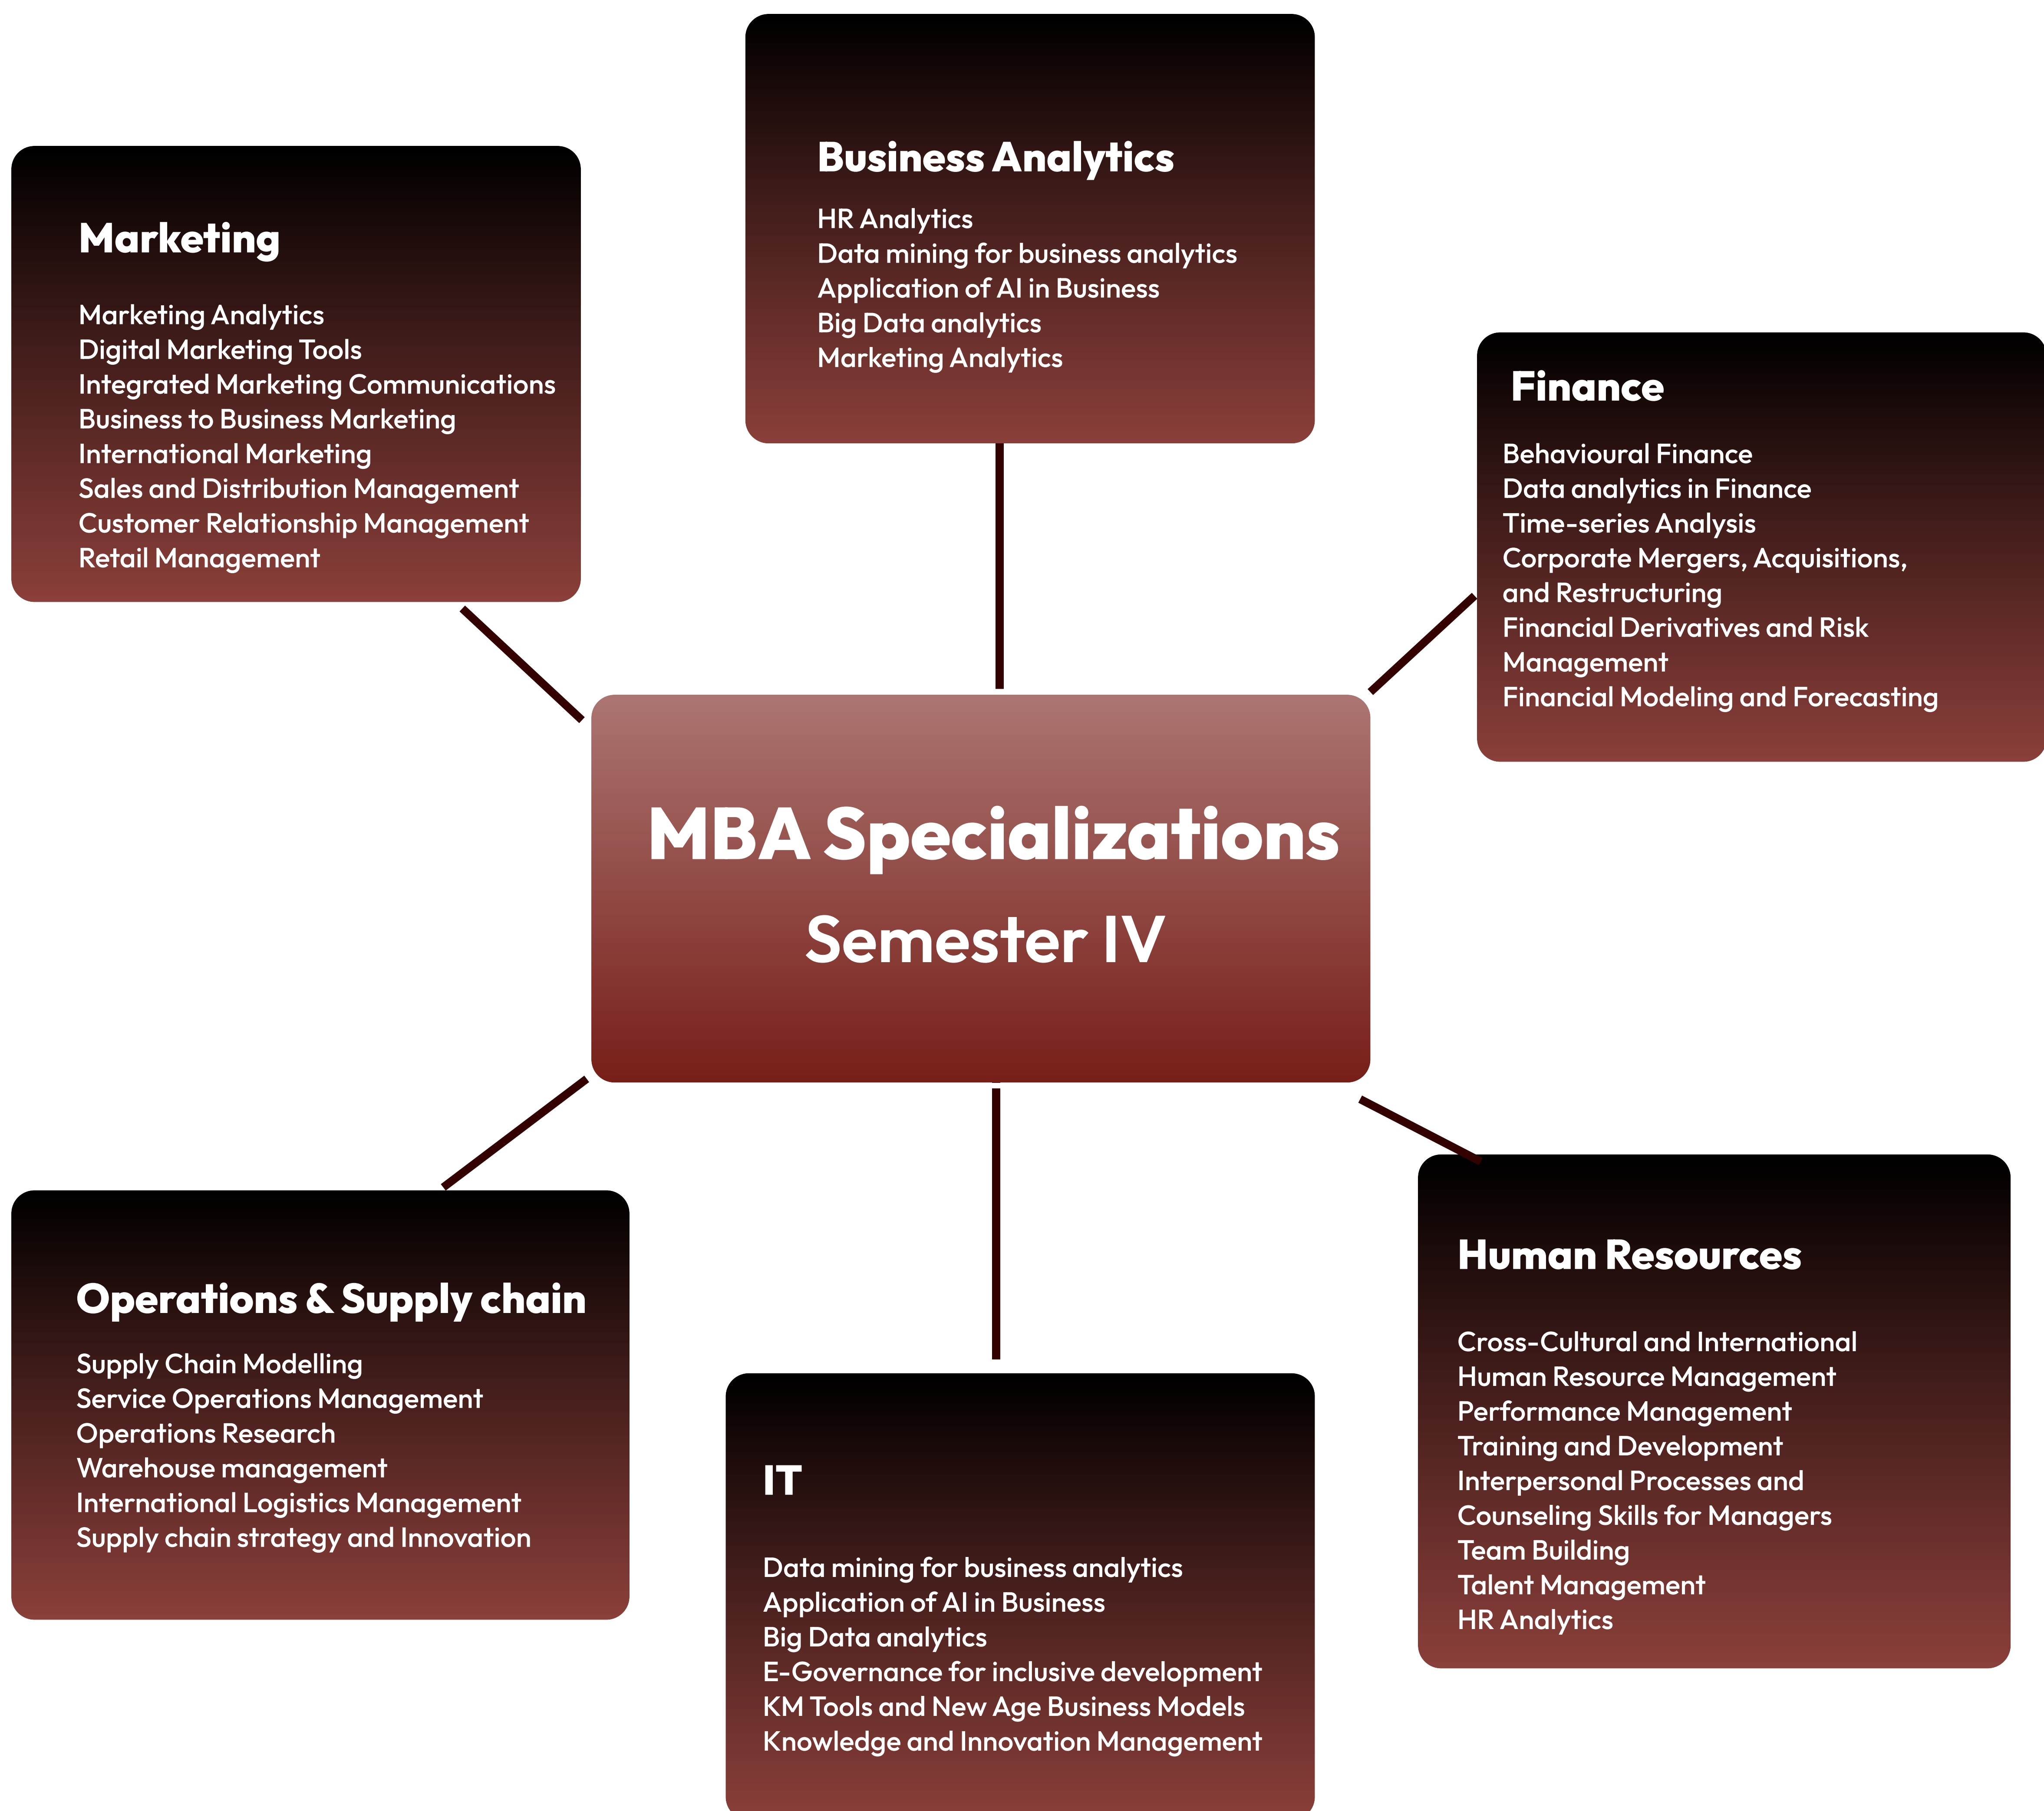 Business Analytics
HR Analytics
Data mining for business analytics
Application of AI in Business
Big Data analytics
Marketing Analytics
Marketing
Marketing Analytics
Digital Marketing Tools
Integrated Marketing Communications
Business to Business Marketing
International Marketing
Sales and Distribution Management
Customer Relationship Management
Retail Management
Finance
Behavioural Finance
Data analytics in Finance
Time-series Analysis
Corporate Mergers, Acquisitions,
and Restructuring
Financial Derivatives and Risk
Management
Financial Modeling and Forecasting
MBA Specializations
Semester IV
Operations & Supply chain
Supply Chain Modelling
Service Operations Management
Operations Research
Warehouse management
International Logistics Management
Supply chain strategy and Innovation
IT
Data mining for business analytics
Application of AI in Business
Big Data analytics
E-Governance for inclusive development
KM Tools and New Age Business Models
Knowledge and Innovation Management
Human Resources
Cross-Cultural and International
Human Resource Management
Performance Management
Training and Development
Interpersonal Processes and
Counseling Skills for Managers
Team Building
Talent Management
HR Analytics